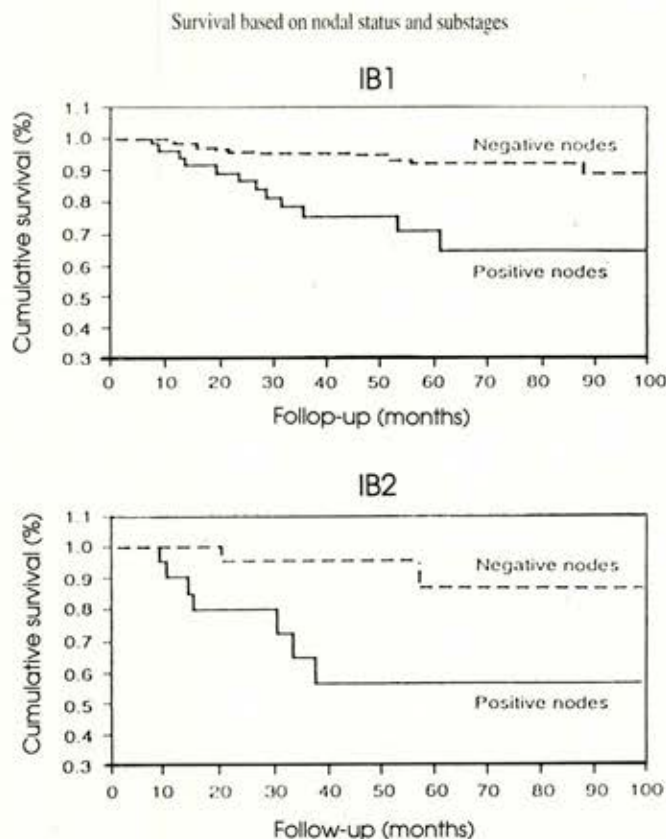 Survival based on nodal status and substages
IB1
Cumulative survival (%)
1.1
1.0
0.9
0.8
0.7
0.6
0.5
0.4
0.3
Negative nodes
Positive nodes
0 10 20 30 40 50 60 70 80 90 100
Follop-up (months)
IB2
Cumulative survival (%)
1.1
1.0
0.9
0.8
0.7
0.6
0.5
0.4
0.3
Negative nodes
Positive nodes
0 10 20 30 40 50 60 70 80 90 100
Follow-up (months)